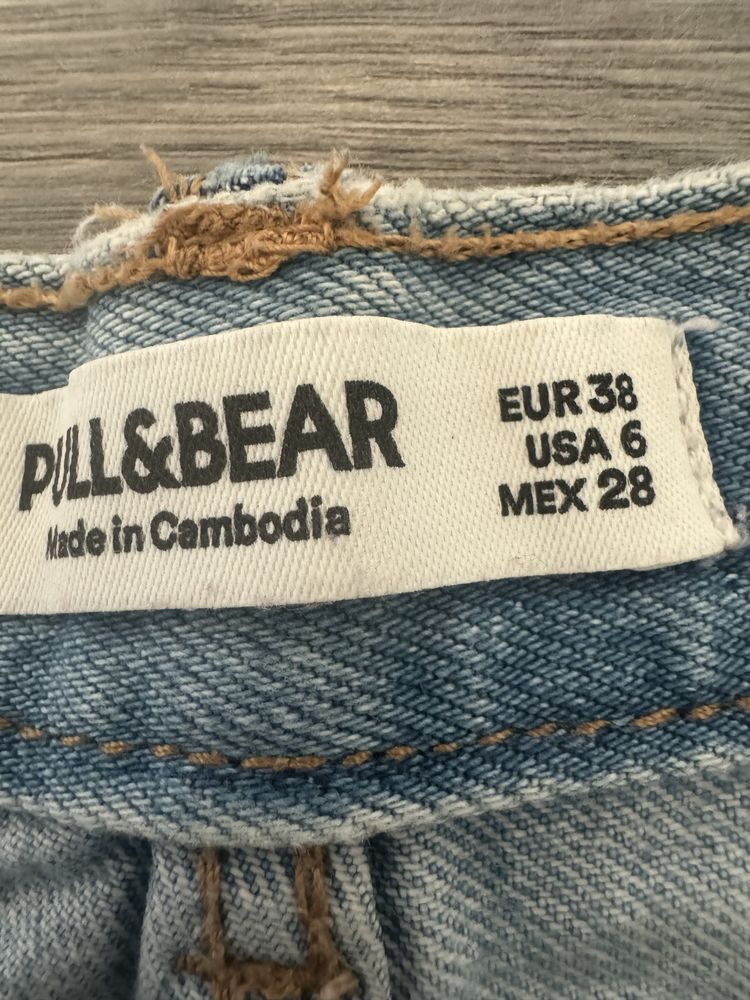 PULL&BEAR
Made in Cambodia
EUR 38
USA 6
MEX 28